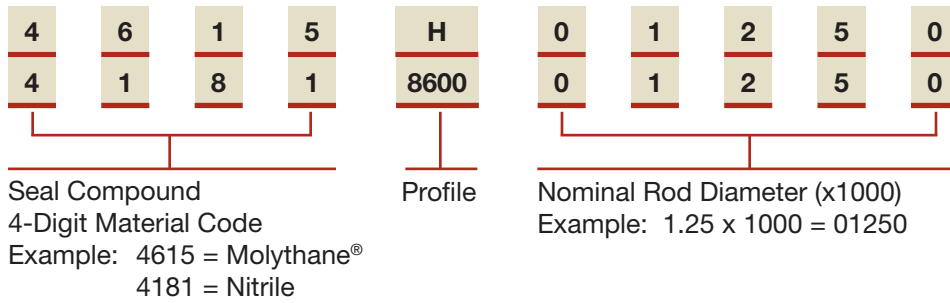 4 6 1 5 H 0 1 2 5 0
4 1 8 1 8600 0 1 2 5 0
Seal Compound
4-Digit Material Code
Example: 4615 = Molythane®
4181 = Nitrile
Profile
Nominal Rod Diameter (x1000)
Example: 1.25 x 1000 = 01250